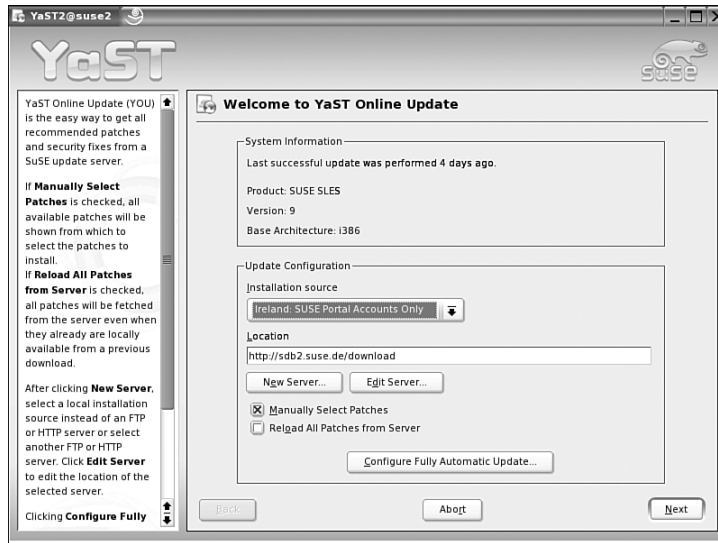 YaST2@suse2
YaST
SUSE
YaST Online Update (YOU)
is the easy way to get all
recommended patches
and security fixes from a
SuSE update server.
If Manually Select
Patches is checked, all
available patches will be
shown from which to
select the patches to
install.
If Reload All Patches
from Server is checked,
all patches will be fetched
from the server even when
they already are locally
available from a previous
download.
After clicking New Server,
select a local installation
source instead of an FTP
or HTTP server or select
another FTP or HTTP
server. Click Edit Server
to edit the location of the
selected server.
Clicking Configure Fully
Welcome to YaST Online Update
System Information
Last successful update was performed 4 days ago.
Product: SUSE SLES
Version: 9
Base Architecture: i386
Update Configuration
Installation source
Ireland: SUSE Portal Accounts Only
Location
http://sdb2.suse.de/download
New Server...
Edit Server...
Manually Select Patches
Reload All Patches from Server
Configure Fully Automatic Update...
Back
Abort
Next